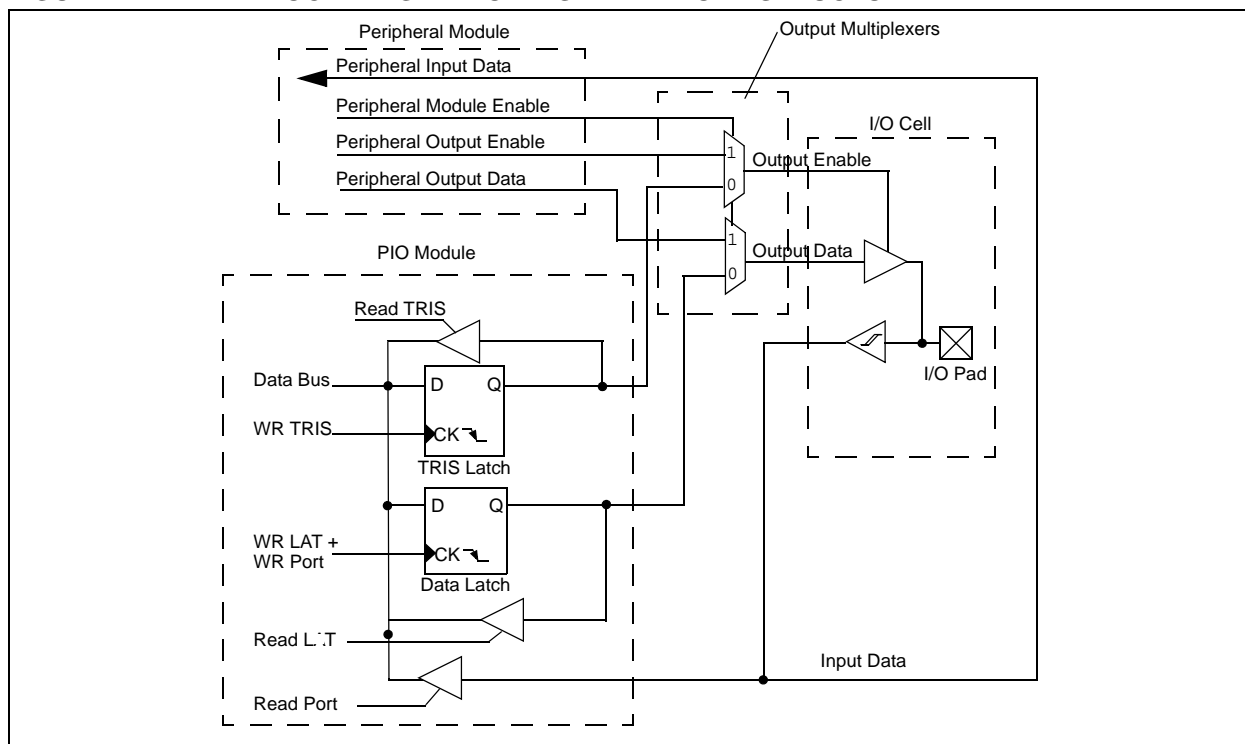 Peripheral Module
Output Multiplexers
Peripheral Input Data
Peripheral Module Enable
I/O Cell
Peripheral Output Enable
1
Output Enable
Peripheral Output Data
0
1
PIO Module
Output Data
0
Read TRIS
I/O Pad
Data Bus
D
Q
WR TRIS
CK
TRIS Latch
D
Q
WR LAT +
WR Port
CK
Data Latch
Read
Input Data
Read Port